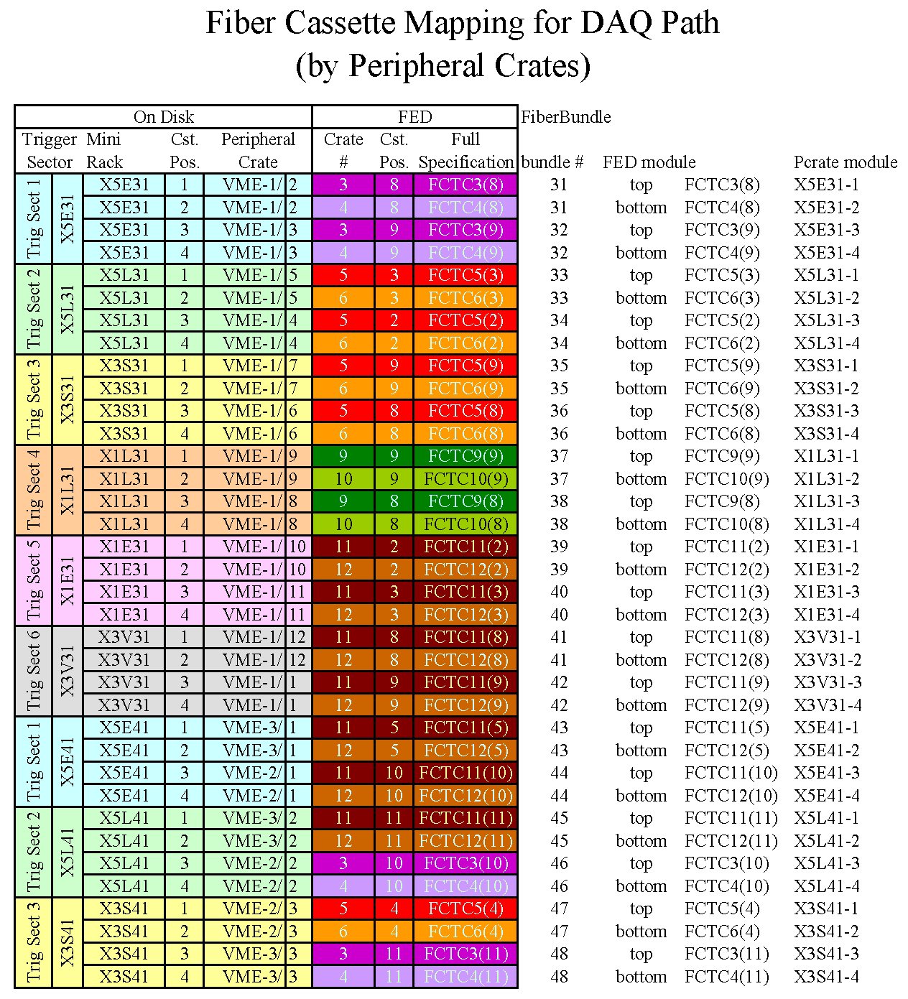 Fiber Cassette Mapping for DAQ Path
(by Peripheral Crates)
On Disk FED FiberBundle
Trigger Mini Cst. Peripheral Crate Cst. Full
Sector Rack Pos. Crate # Pos. Specification bundle # FED module Pcrate module
Trig Sect 1 X5E31
X5E31 1 VME-1/ 2 3 8 FCTC3(8) 31 top FCTC3(8) X5E31-1
X5E31 2 VME-1/ 2 4 8 FCTC4(8) 31 bottom FCTC4(8) X5E31-2
X5E31 3 VME-1/ 3 3 9 FCTC3(9) 32 top FCTC3(9) X5E31-3
X5E31 4 VME-1/ 3 4 9 FCTC4(9) 32 bottom FCTC4(9) X5E31-4
Trig Sect 2 X5L31
X5L31 1 VME-1/ 5 5 3 FCTC5(3) 33 top FCTC5(3) X5L31-1
X5L31 2 VME-1/ 5 6 3 FCTC6(3) 33 bottom FCTC6(3) X5L31-2
X5L31 3 VME-1/ 4 5 2 FCTC5(2) 34 top FCTC5(2) X5L31-3
X5L31 4 VME-1/ 4 6 2 FCTC6(2) 34 bottom FCTC6(2) X5L31-4
Trig Sect 3 X3S31
X3S31 1 VME-1/ 7 5 9 FCTC5(9) 35 top FCTC5(9) X3S31-1
X3S31 2 VME-1/ 7 6 9 FCTC6(9) 35 bottom FCTC6(9) X3S31-2
X3S31 3 VME-1/ 6 5 8 FCTC5(8) 36 top FCTC5(8) X3S31-3
X3S31 4 VME-1/ 6 6 8 FCTC6(8) 36 bottom FCTC6(8) X3S31-4
Trig Sect 4 X1L31
X1L31 1 VME-1/ 9 9 9 FCTC9(9) 37 top FCTC9(9) X1L31-1
X1L31 2 VME-1/ 9 10 9 FCTC10(9) 37 bottom FCTC10(9) X1L31-2
X1L31 3 VME-1/ 8 9 8 FCTC9(8) 38 top FCTC9(8) X1L31-3
X1L31 4 VME-1/ 8 10 8 FCTC10(8) 38 bottom FCTC10(8) X1L31-4
Trig Sect 5 X1E31
X1E31 1 VME-1/ 10 11 2 FCTC11(2) 39 top FCTC11(2) X1E31-1
X1E31 2 VME-1/ 10 12 2 FCTC12(2) 39 bottom FCTC12(2) X1E31-2
X1E31 3 VME-1/ 11 11 3 FCTC11(3) 40 top FCTC11(3) X1E31-3
X1E31 4 VME-1/ 11 12 3 FCTC12(3) 40 bottom FCTC12(3) X1E31-4
Trig Sect 6 X3V31
X3V31 1 VME-1/ 12 11 8 FCTC11(8) 41 top FCTC11(8) X3V31-1
X3V31 2 VME-1/ 12 12 8 FCTC12(8) 41 bottom FCTC12(8) X3V31-2
X3V31 3 VME-1/ 1 11 9 FCTC11(9) 42 top FCTC11(9) X3V31-3
X3V31 4 VME-1/ 1 12 9 FCTC12(9) 42 bottom FCTC12(9) X3V31-4
Trig Sect 1 X5E41
X5E41 1 VME-3/ 1 11 5 FCTC11(5) 43 top FCTC11(5) X5E41-1
X5E41 2 VME-3/ 1 12 5 FCTC12(5) 43 bottom FCTC12(5) X5E41-2
X5E41 3 VME-2/ 1 11 10 FCTC11(10) 44 top FCTC11(10) X5E41-3
X5E41 4 VME-2/ 1 12 10 FCTC12(10) 44 bottom FCTC12(10) X5E41-4
Trig Sect 2 X5L41
X5L41 1 VME-3/ 2 11 11 FCTC11(11) 45 top FCTC11(11) X5L41-1
X5L41 2 VME-3/ 2 12 11 FCTC12(11) 45 bottom FCTC12(11) X5L41-2
X5L41 3 VME-2/ 2 3 10 FCTC3(10) 46 top FCTC3(10) X5L41-3
X5L41 4 VME-2/ 2 4 10 FCTC4(10) 46 bottom FCTC4(10) X5L41-4
Trig Sect 3 X3S41
X3S41 1 VME-2/ 3 5 4 FCTC5(4) 47 top FCTC5(4) X3S41-1
X3S41 2 VME-2/ 3 6 4 FCTC6(4) 47 bottom FCTC6(4) X3S41-2
X3S41 3 VME-3/ 3 3 11 FCTC3(11) 48 top FCTC3(11) X3S41-3
X3S41 4 VME-3/ 3 4 11 FCTC4(11) 48 bottom FCTC4(11) X3S41-4